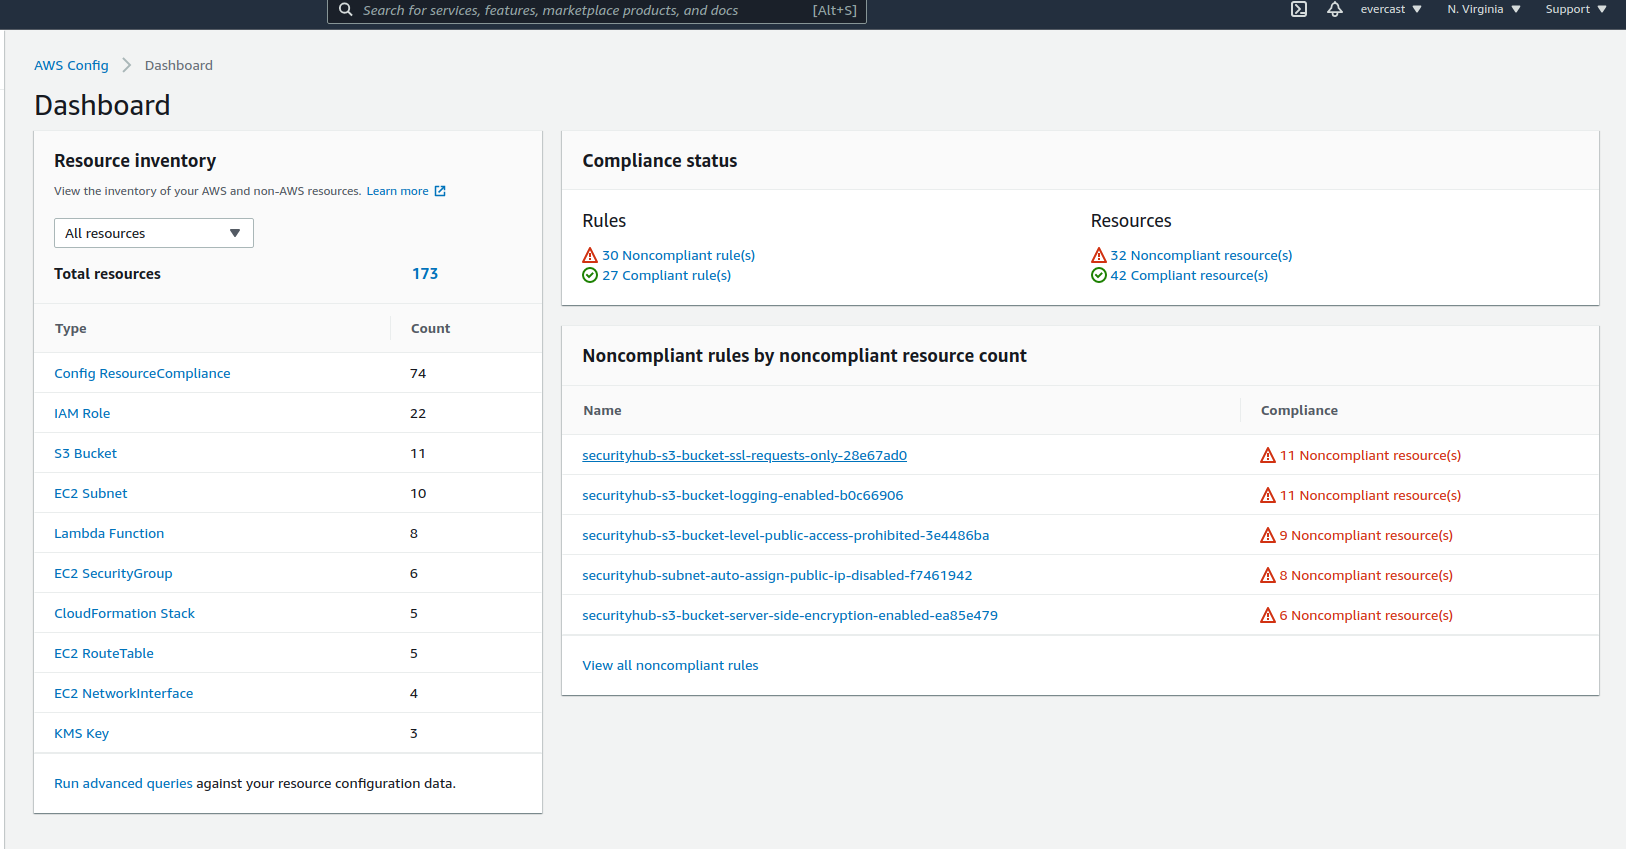 Search for services, features, marketplace products, and docs [Alt+S]
evercast N. Virginia Support
AWS Config Dashboard
Dashboard
Resource inventory
View the inventory of your AWS and non-AWS resources. Learn more
All resources
Total resources 173
Type Count
Config ResourceCompliance 74
IAM Role 22
S3 Bucket 11
EC2 Subnet 10
Lambda Function 8
EC2 SecurityGroup 6
CloudFormation Stack 5
EC2 RouteTable 5
EC2 NetworkInterface 4
KMS Key 3
Run advanced queries against your resource configuration data.
Compliance status
Rules
30 Noncompliant rule(s)
27 Compliant rule(s)
Resources
32 Noncompliant resource(s)
42 Compliant resource(s)
Noncompliant rules by noncompliant resource count
Name Compliance
securityhub-s3-bucket-ssl-requests-only-28e67ad0 11 Noncompliant resource(s)
securityhub-s3-bucket-logging-enabled-b0c66906 11 Noncompliant resource(s)
securityhub-s3-bucket-level-public-access-prohibited-3e4486ba 9 Noncompliant resource(s)
securityhub-subnet-auto-assign-public-ip-disabled-f7461942 8 Noncompliant resource(s)
securityhub-s3-bucket-server-side-encryption-enabled-ea85e479 6 Noncompliant resource(s)
View all noncompliant rules